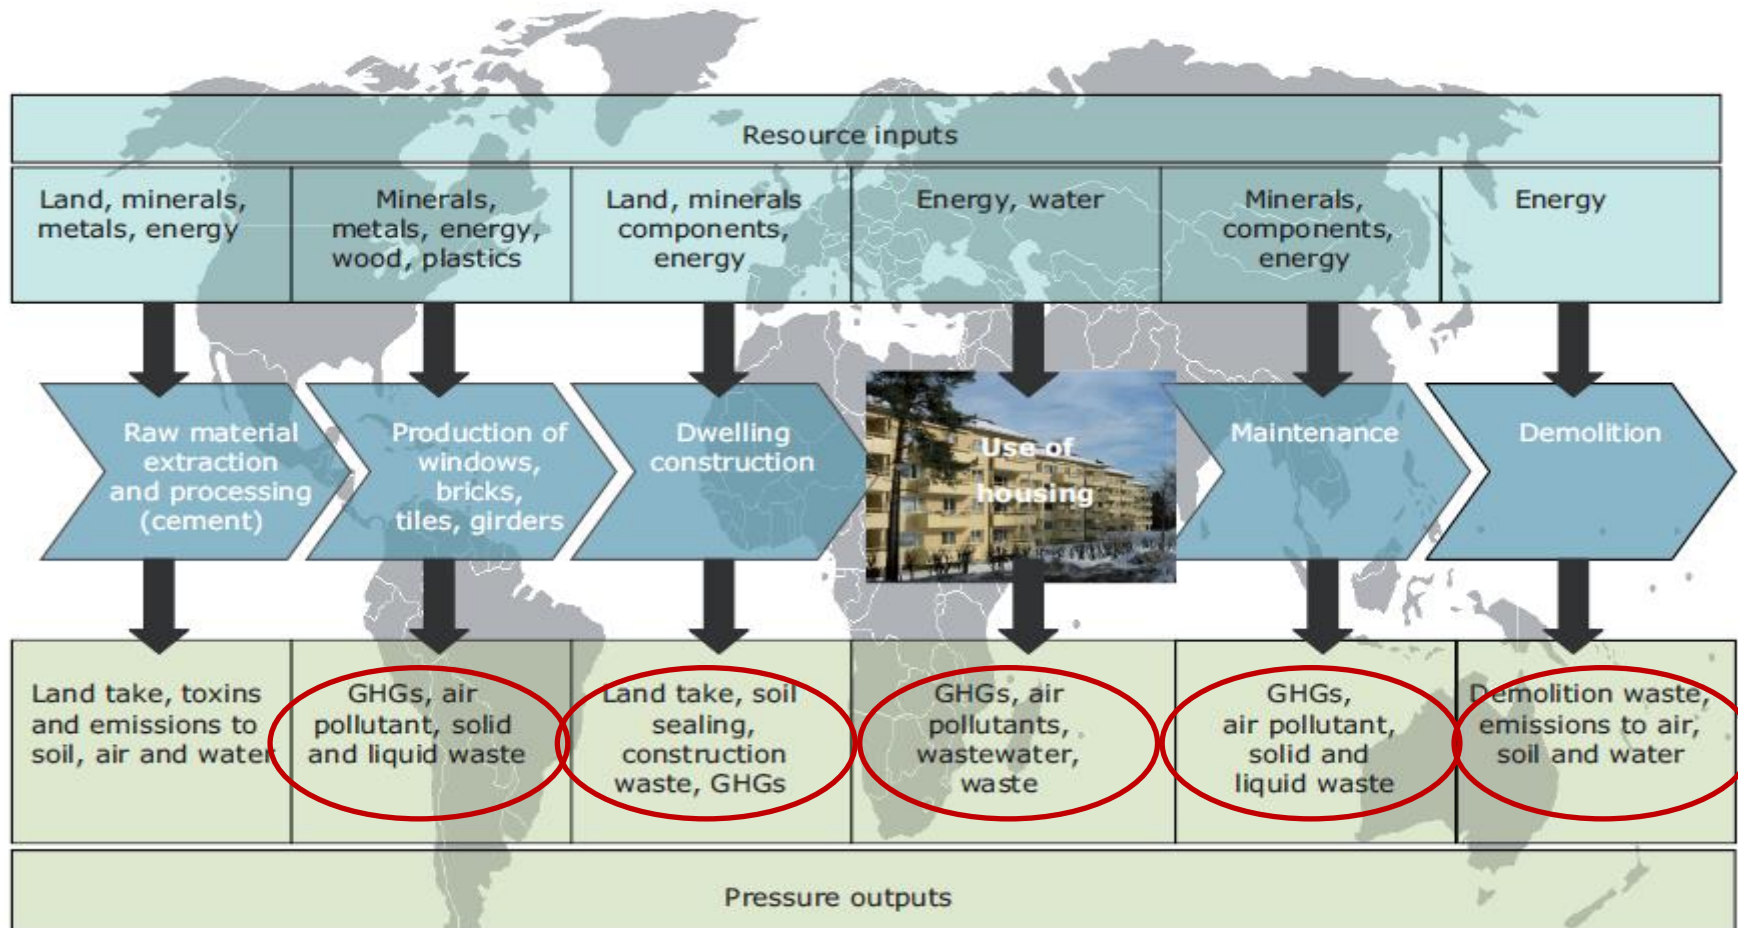 Resource inputs
Land, minerals,
metals, energy
Minerals,
metals, energy,
wood, plastics
Land, minerals
components,
energy
Energy, water
Minerals,
components,
energy
Energy
Raw material
extraction
and processing
(cement)
Production of
windows,
bricks,
tiles, girders
Dwelling
construction
Use of
housing
Maintenance
Demolition
Land take, toxins
and emissions to
soil, air and water
GHGs, air
pollutant, solid
and liquid waste
Land take, soil
sealing,
construction
waste, GHGs
GHGs, air
pollutants,
wastewater,
waste
GHGs,
air pollutant,
solid and
liquid waste
Demolition waste,
emissions to air,
soil and water
Pressure outputs